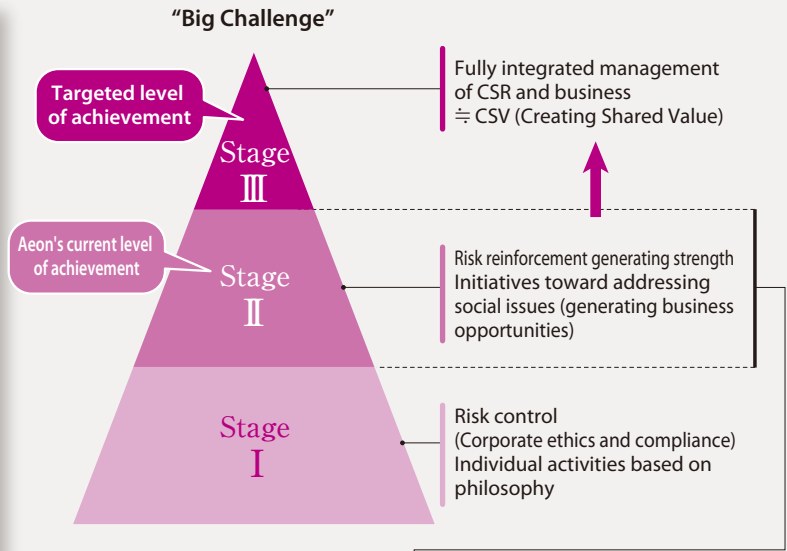 “Big Challenge”
Targeted level
of achievement
Stage
Ⅲ
Fully integrated management
of CSR and business
≒ CSV (Creating Shared Value)
Aeon's current level
of achievement
Stage
Ⅱ
Risk reinforcement generating strength
Initiatives toward addressing
social issues (generating business
opportunities)
Stage
Ⅰ
Risk control
(Corporate ethics and compliance)
Individual activities based on
philosophy